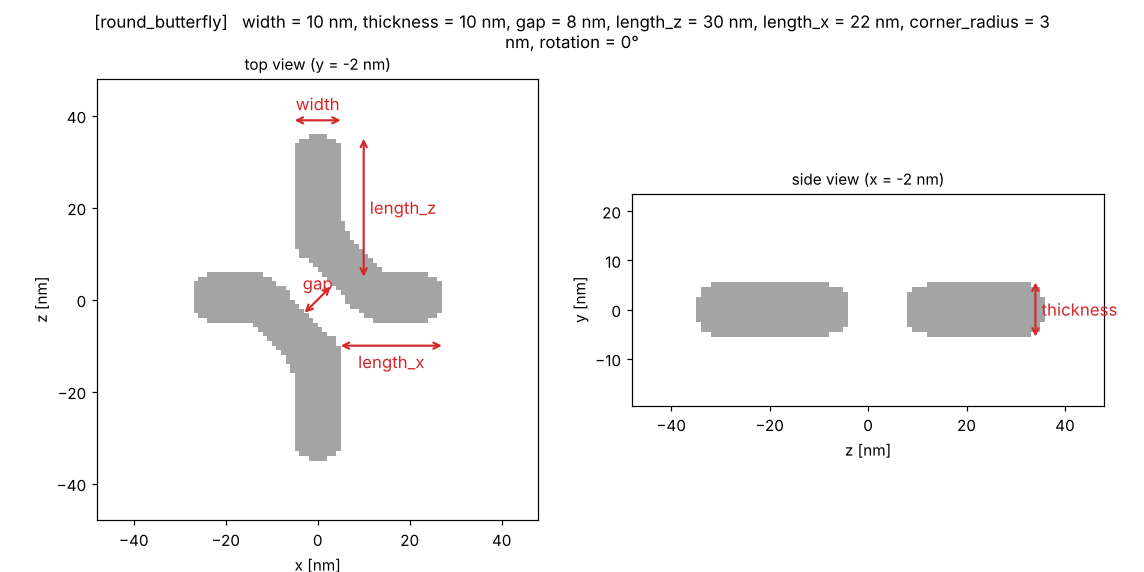 [round_butterfly]   width = 10 nm, thickness = 10 nm, gap = 8 nm, length_z = 30 nm, length_x = 22 nm, corner_radius = 3
nm, rotation = 0°
top view (y = -2 nm)
width
length_z
gap
length_x
40
20
0
−20
−40
z [nm]
−40
−20
0
20
40
x [nm]
side view (x = -2 nm)
thickness
20
10
0
−10
y [nm]
−40
−20
0
20
40
z [nm]